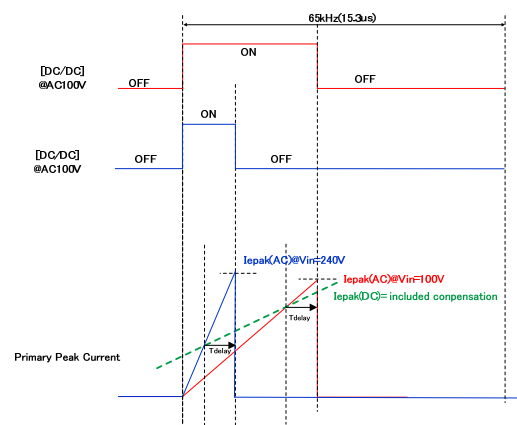 65kHz(15.3us)
ON
[DC/DC]
@AC100V
OFF
OFF
ON
[DC/DC]
@AC100V
OFF
OFF
Iepak(AC)@Vin=240V
Iepak(AC)@Vin=100V
Iepak(DC)= included conpensation
Tdelay
Tdelay
Primary Peak Current